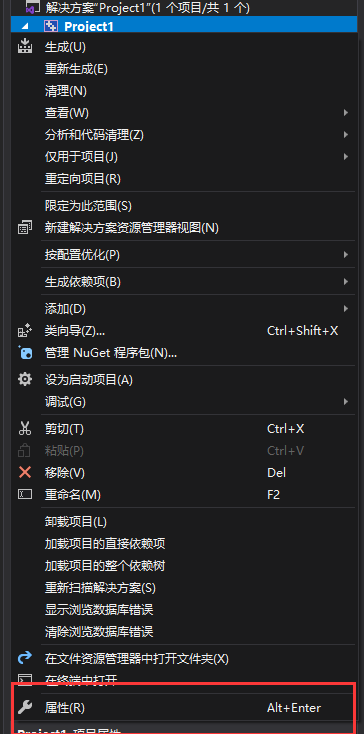 解决方案"Project1"(1 个项目/共 1 个)
Project1
生成(U)
重新生成(E)
清理(N)
查看(W)
分析和代码清理(Z)
仅用于项目(J)
重定向项目(R)
限定为此范围(S)
新建解决方案资源管理器视图(N)
按配置优化(P)
生成依赖项(B)
添加(D)
类向导(Z)... Ctrl+Shift+X
管理 NuGet 程序包(N)...
设为启动项目(A)
调试(G)
剪切(T) Ctrl+X
粘贴(P) Ctrl+V
移除(V) Del
重命名(M) F2
卸载项目(L)
加载项目的直接依赖项
加载项目的整个依赖树
重新扫描解决方案(S)
显示浏览数据库错误
清除浏览数据库错误
在文件资源管理器中打开文件夹(X)
在终端中打开
属性(R) Alt+Enter
Project1 项目属性